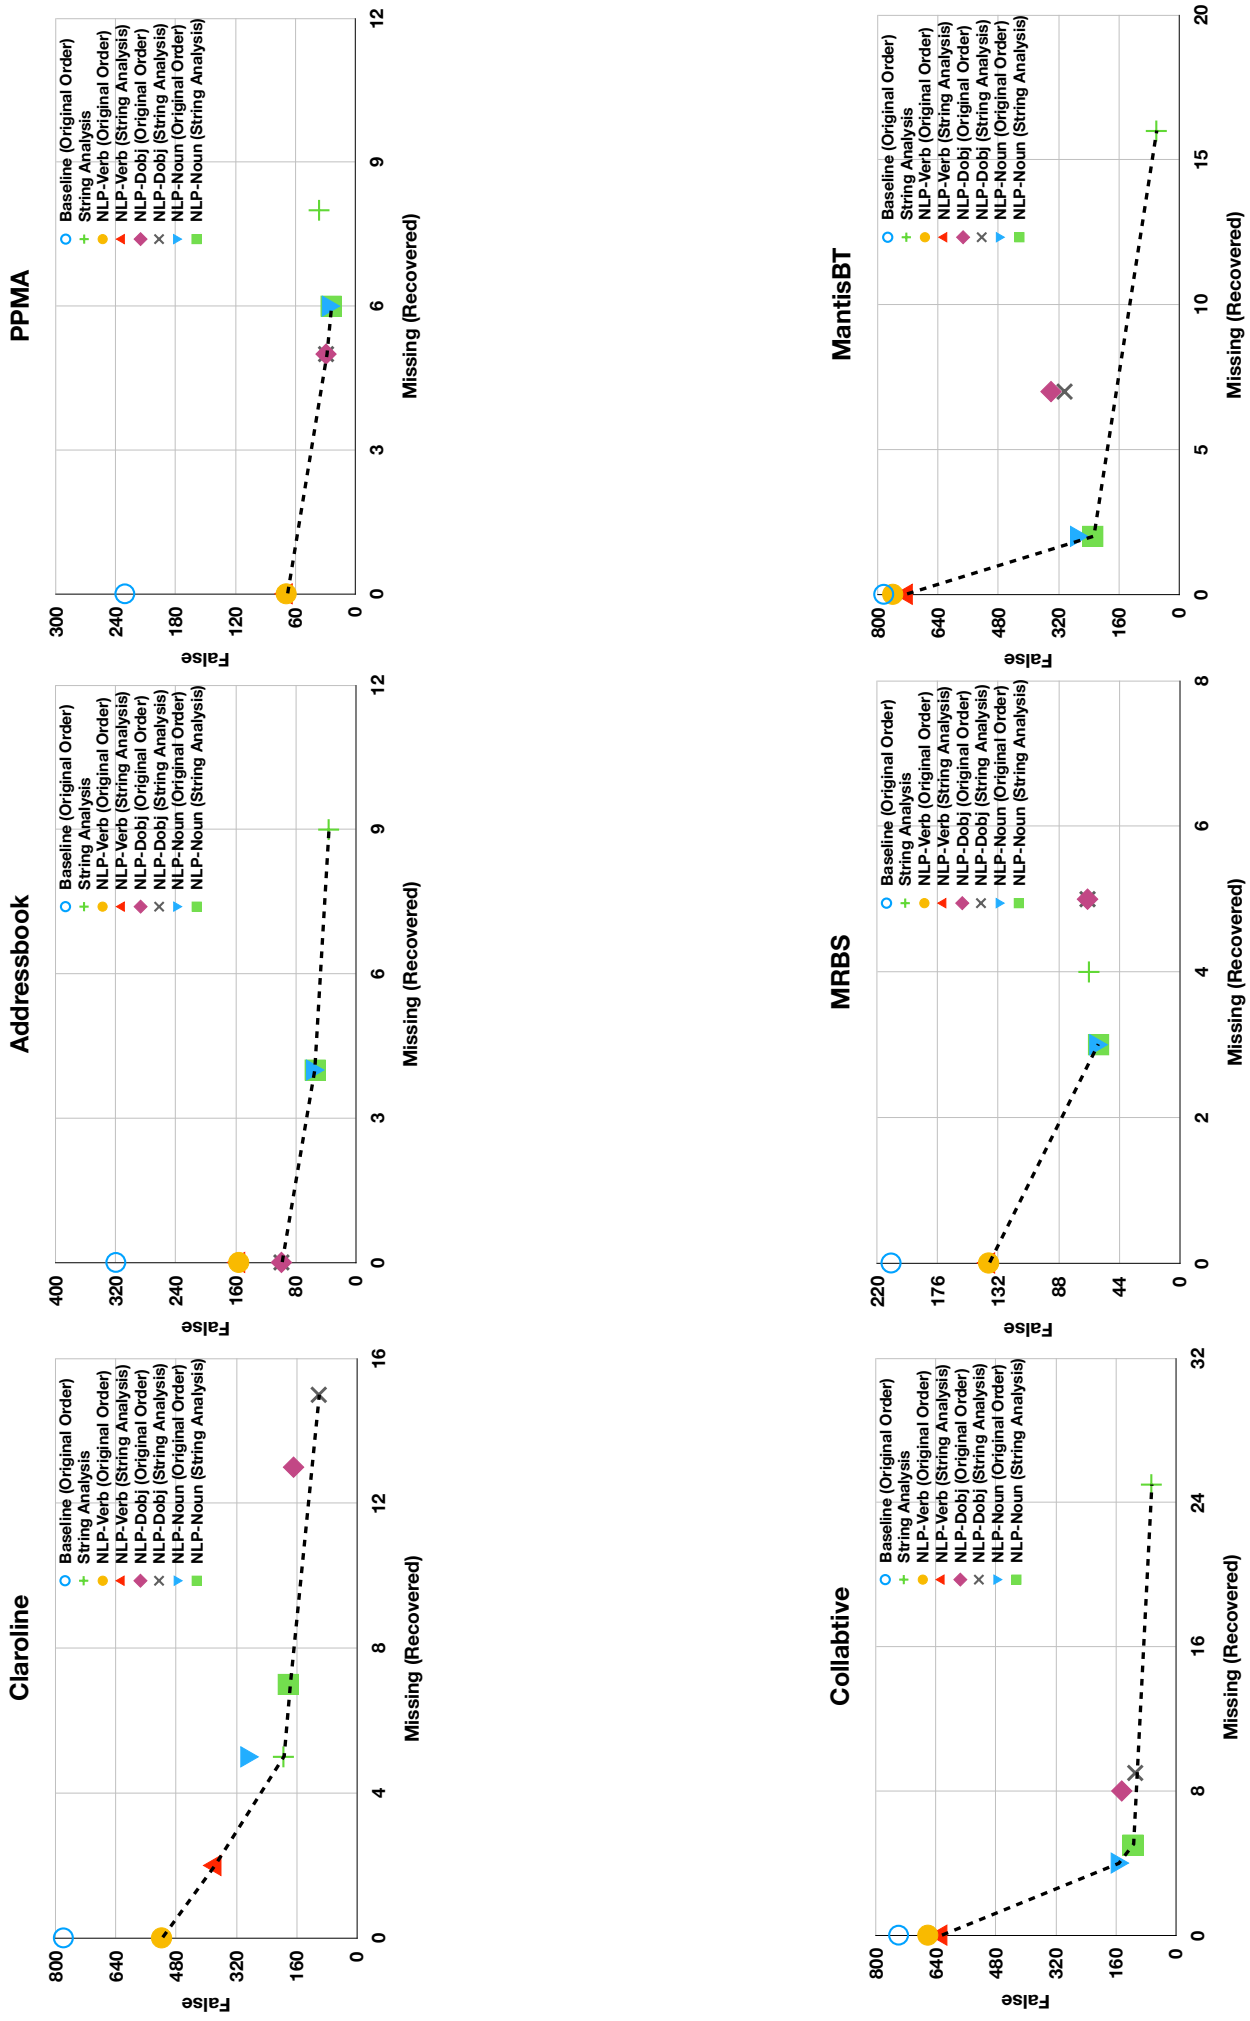 Claroline
False
800
640
480
320
160
0
0
4
8
12
16
Missing (Recovered)
Baseline (Original Order)
String Analysis
NLP-Verb (Original Order)
NLP-Verb (String Analysis)
NLP-Dobj (Original Order)
NLP-Dobj (String Analysis)
NLP-Noun (Original Order)
NLP-Noun (String Analysis)
Addressbook
False
400
320
240
160
80
0
0
3
6
9
12
Missing (Recovered)
Baseline (Original Order)
String Analysis
NLP-Verb (Original Order)
NLP-Verb (String Analysis)
NLP-Dobj (Original Order)
NLP-Dobj (String Analysis)
NLP-Noun (Original Order)
NLP-Noun (String Analysis)
PPMA
False
300
240
180
120
60
0
0
3
6
9
12
Missing (Recovered)
Baseline (Original Order)
String Analysis
NLP-Verb (Original Order)
NLP-Verb (String Analysis)
NLP-Dobj (Original Order)
NLP-Dobj (String Analysis)
NLP-Noun (Original Order)
NLP-Noun (String Analysis)
Collabtive
False
800
640
480
320
160
0
0
8
16
24
32
Missing (Recovered)
Baseline (Original Order)
String Analysis
NLP-Verb (Original Order)
NLP-Verb (String Analysis)
NLP-Dobj (Original Order)
NLP-Dobj (String Analysis)
NLP-Noun (Original Order)
NLP-Noun (String Analysis)
MRBS
False
220
176
132
88
44
0
0
2
4
6
8
Missing (Recovered)
Baseline (Original Order)
String Analysis
NLP-Verb (Original Order)
NLP-Verb (String Analysis)
NLP-Dobj (Original Order)
NLP-Dobj (String Analysis)
NLP-Noun (Original Order)
NLP-Noun (String Analysis)
MantisBT
False
800
640
480
320
160
0
0
5
10
15
20
Missing (Recovered)
Baseline (Original Order)
String Analysis
NLP-Verb (Original Order)
NLP-Verb (String Analysis)
NLP-Dobj (Original Order)
NLP-Dobj (String Analysis)
NLP-Noun (Original Order)
NLP-Noun (String Analysis)